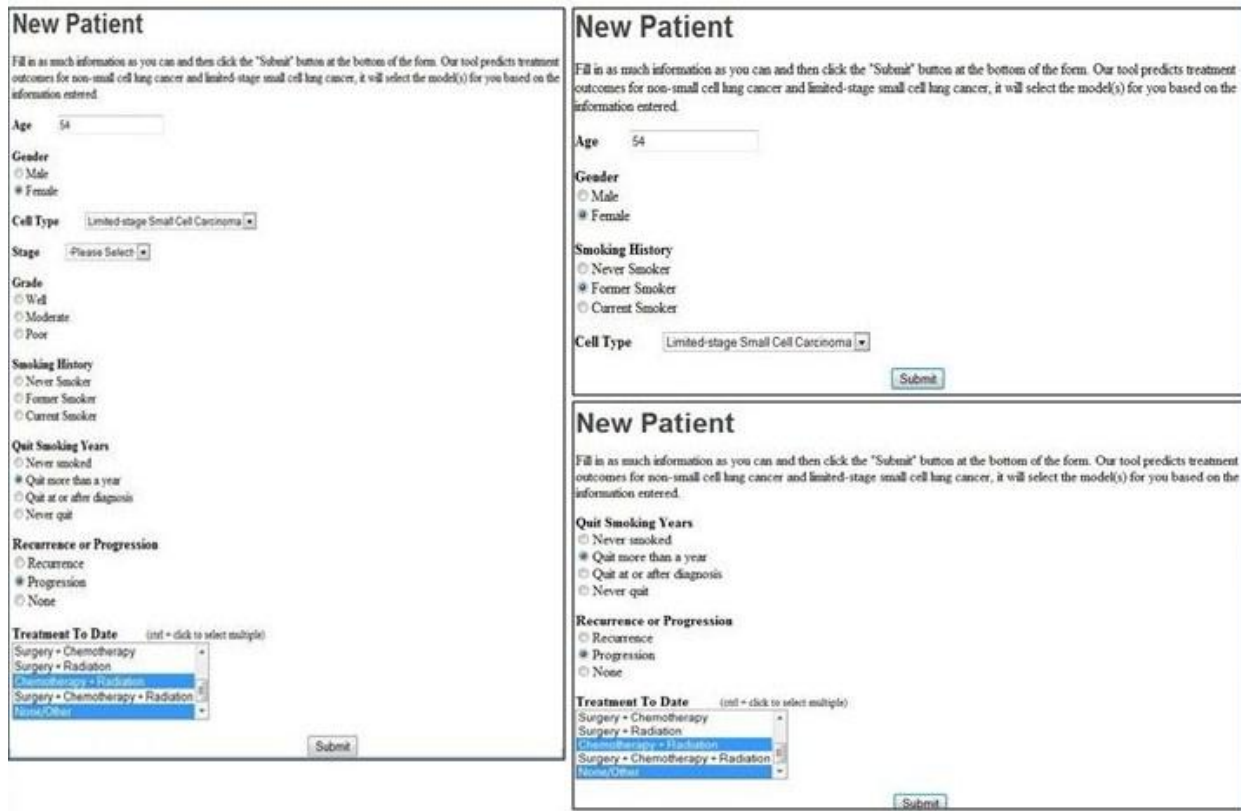 New Patient
Fill in as much information as you can and then click the "Submit" button at the bottom of the form. Our tool predicts treatment
outcomes for non-small cell lung cancer and limited-stage small cell lung cancer, it will select the model(s) for you based on the
information entered
Age 54
Gender
Male
Female
Cell Type Limited-stage Small Cell Carcinoma
Stage -Please Select-
Grade
Well
Moderate
Poor
Smoking History
Never Smoker
Former Smoker
Current Smoker
Quit Smoking Years
Never smoked
Quit more than a year
Quit at or after diagnosis
Never quit
Recurrence or Progression
Recurrence
Progression
None
Treatment To Date (ctrl + click to select multiple)
Surgery + Chemotherapy
Surgery + Radiation
Chemotherapy + Radiation
Surgery + Chemotherapy + Radiation
None/Other
Submit
New Patient
Fill in as much information as you can and then click the "Submit" button at the bottom of the form. Our tool predicts treatment
outcomes for non-small cell lung cancer and limited-stage small cell lung cancer, it will select the model(s) for you based on the
information entered.
Age 54
Gender
Male
Female
Smoking History
Never Smoker
Former Smoker
Current Smoker
Cell Type Limited-stage Small Cell Carcinoma
Submit
New Patient
Fill in as much information as you can and then click the "Submit" button at the bottom of the form. Our tool predicts treatment
outcomes for non-small cell lung cancer and limited-stage small cell lung cancer, it will select the model(s) for you based on the
information entered.
Quit Smoking Years
Never smoked
Quit more than a year
Quit at or after diagnosis
Never quit
Recurrence or Progression
Recurrence
Progression
None
Treatment To Date (ctrl + click to select multiple)
Surgery + Chemotherapy
Surgery + Radiation
Chemotherapy + Radiation
Surgery + Chemotherapy + Radiation
None/Other
Submit